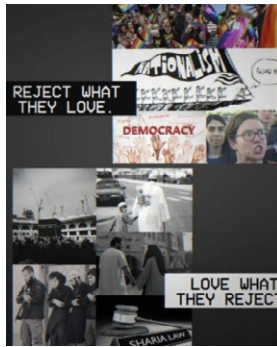 NATIONALISM
REJECT WHAT
THEY LOVE.
DEMOCRACY
LOVE WHAT
THEY REJECT
SHARIA LAW